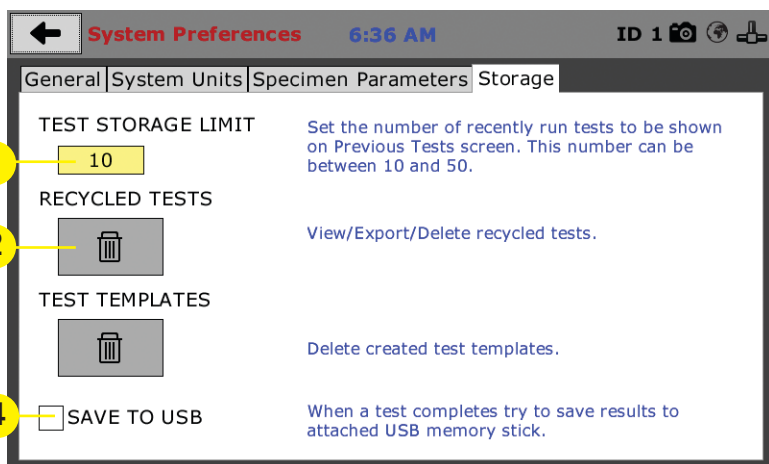 System Preferences 6:36 AM ID 1
General System Units Specimen Parameters Storage
TEST STORAGE LIMIT
10
Set the number of recently run tests to be shown
on Previous Tests screen. This number can be
between 10 and 50.
RECYCLED TESTS
2
View/Export/Delete recycled tests.
TEST TEMPLATES
Delete created test templates.
4
SAVE TO USB
When a test completes try to save results to
attached USB memory stick.